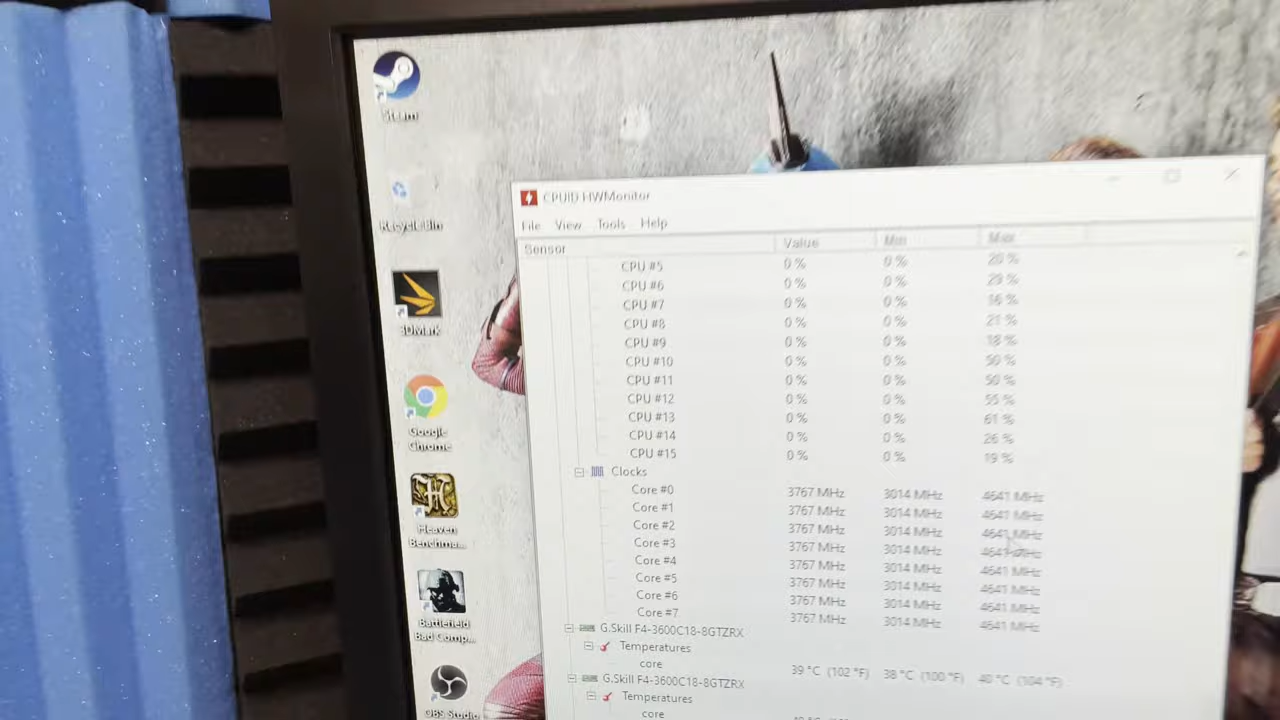 Steam
Recycle Bin
3DMark
Google
Chrome
Heaven
Benchma...
Battlefield
Bad Comp...
OBS Studio
CPUID HWMonitor
File View Tools Help
Sensor Value Min Max
CPU #5 0 % 0 % 20 %
CPU #6 0 % 0 % 29 %
CPU #7 0 % 0 % 16 %
CPU #8 0 % 0 % 21 %
CPU #9 0 % 0 % 18 %
CPU #10 0 % 0 % 50 %
CPU #11 0 % 0 % 50 %
CPU #12 0 % 0 % 55 %
CPU #13 0 % 0 % 61 %
CPU #14 0 % 0 % 26 %
CPU #15 0 % 0 % 19 %
Clocks
Core #0 3767 MHz 3014 MHz 4641 MHz
Core #1 3767 MHz 3014 MHz 4641 MHz
Core #2 3767 MHz 3014 MHz 4641 MHz
Core #3 3767 MHz 3014 MHz 4641 MHz
Core #4 3767 MHz 3014 MHz 4641 MHz
Core #5 3767 MHz 3014 MHz 4641 MHz
Core #6 3767 MHz 3014 MHz 4641 MHz
Core #7 3767 MHz 3014 MHz 4641 MHz
G.Skill F4-3600C18-8GTZRX
Temperatures
core 39 °C (102 °F) 38 °C (100 °F) 40 °C (104 °F)
G.Skill F4-3600C18-8GTZRX
Temperatures
core